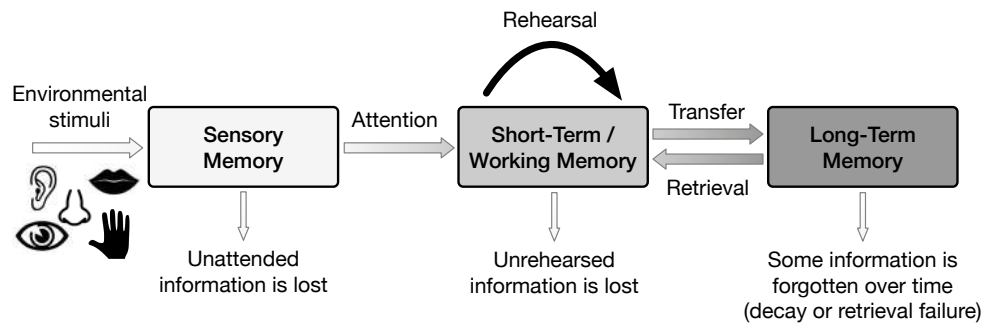 Rehearsal
Environmental
stimuli
Sensory
Memory
Attention
Short-Term /
Working Memory
Transfer
Retrieval
Long-Term
Memory
Unattended
information is lost
Unrehearsed
information is lost
Some information is
forgotten over time
(decay or retrieval failure)